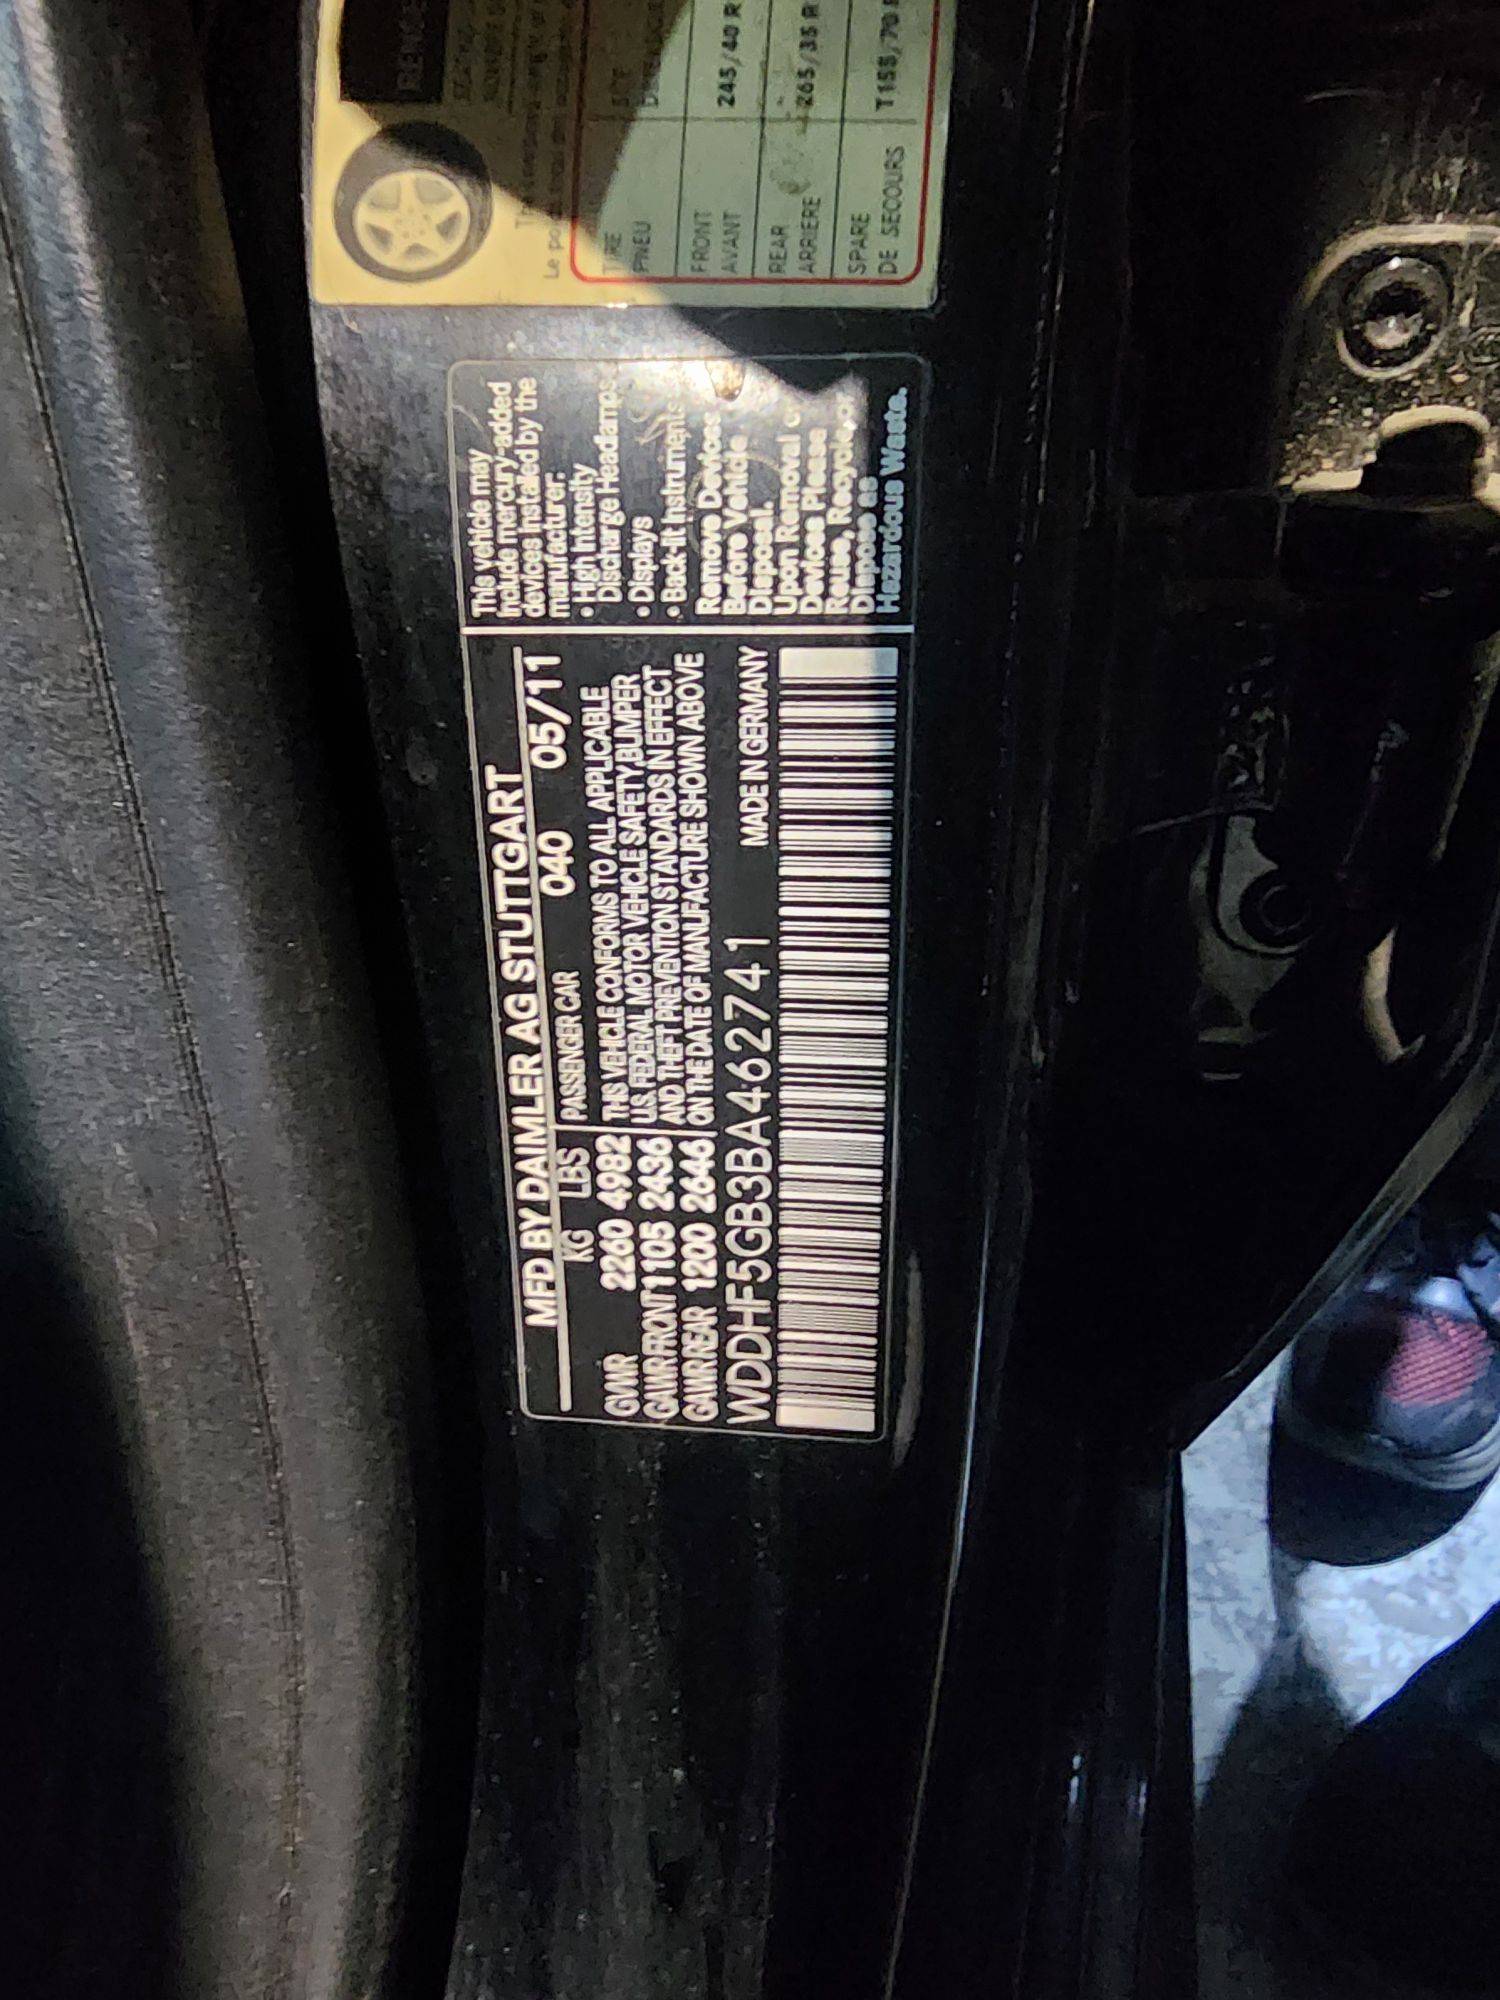 MFD BY DAIMLER AG STUTTGART
KG LBS PASSENGER CAR 040 05/11
GVWR 2260 4982 THIS VEHICLE CONFORMS TO ALL APPLICABLE
GAWR FRONT 1105 2436 U.S. FEDERAL MOTOR VEHICLE SAFETY, BUMPER
AND THEFT PREVENTION STANDARDS IN EFFECT
GAWR REAR 1200 2646 ON THE DATE OF MANUFACTURE SHOWN ABOVE
WDDHF5GB3BA462741 MADE IN GERMANY
This vehicle may
include mercury-added
devices installed by the
manufacturer:
• High Intensity
Discharge Headlamps
• Displays
• Back-lit Instruments
Remove Devices
Before Vehicle
Disposal.
Upon Removal of
Devices Please
Reuse, Recycle or
Dispose as
Hazardous Waste.
TIRE
PNEU
FRONT
AVANT 245/40 R
REAR
ARRIERE 265/35 R
SPARE
DE SECOURS T155/70